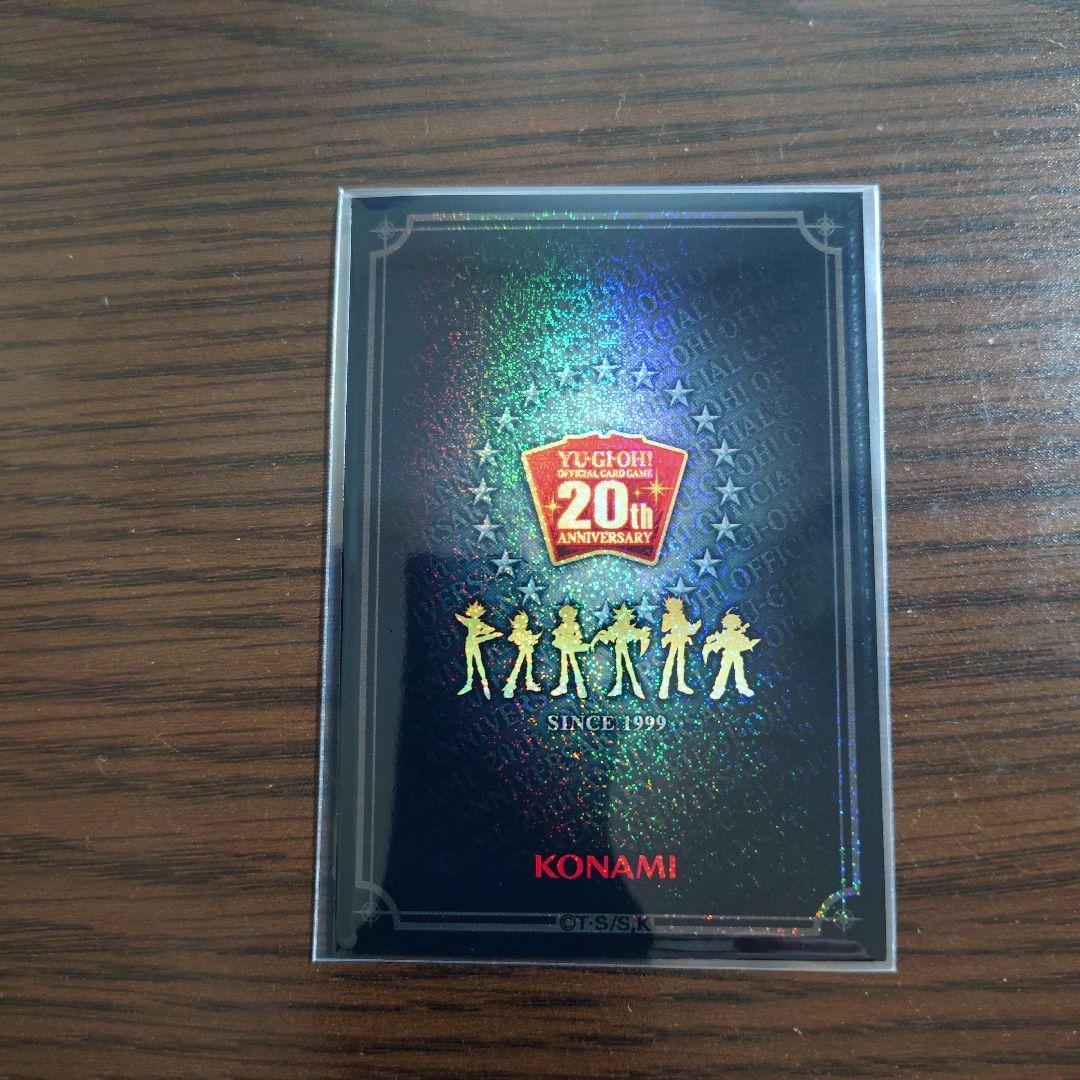 YU-GI-OH!
OFFICIAL CARD GAME
20th
ANNIVERSARY
SINCE 1999
KONAMI
©T·S/S,K